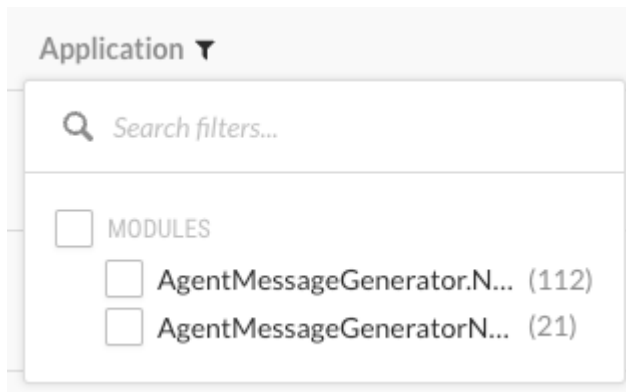 Application
Search filters...
MODULES
AgentMessageGenerator.N... (112)
AgentMessageGeneratorN... (21)